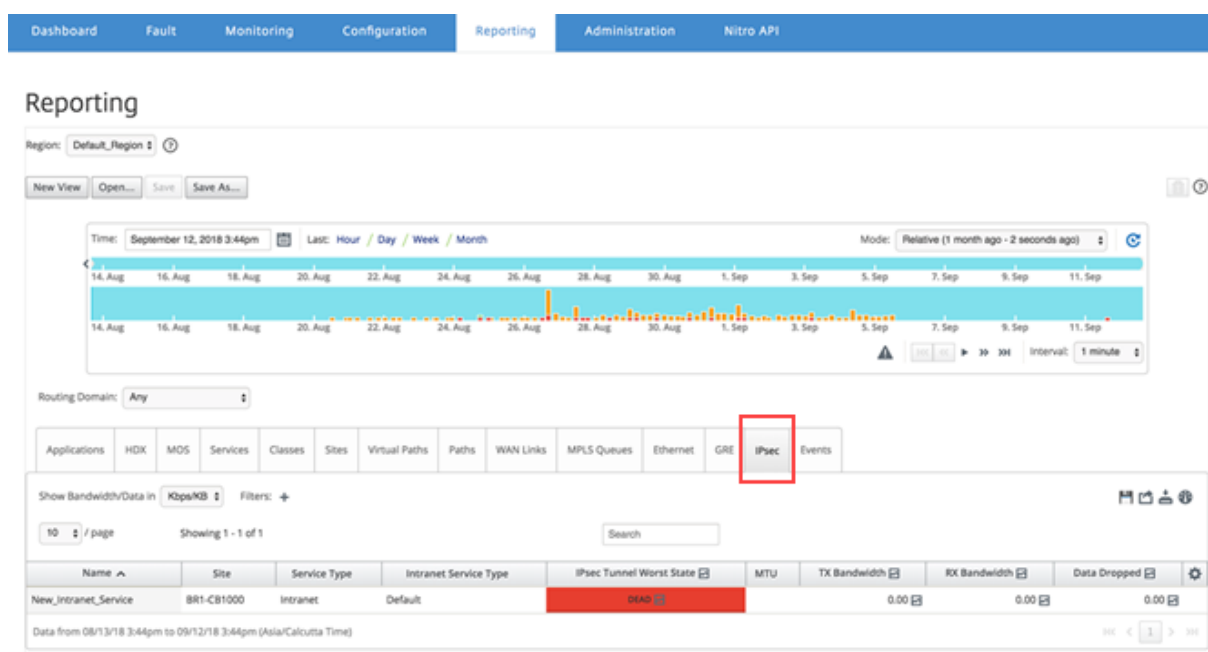 Dashboard Fault Monitoring Configuration Reporting Administration Nitro API
Reporting
Region: Default_Region
New View Open... Save Save As...
Time: September 12, 2018 3:44pm Last: Hour / Day / Week / Month Mode: Relative (1 month ago - 2 seconds ago)
14. Aug 16. Aug 18. Aug 20. Aug 22. Aug 24. Aug 26. Aug 28. Aug 30. Aug 1. Sep 3. Sep 5. Sep 7. Sep 9. Sep 11. Sep
14. Aug 16. Aug 18. Aug 20. Aug 22. Aug 24. Aug 26. Aug 28. Aug 30. Aug 1. Sep 3. Sep 5. Sep 7. Sep 9. Sep 11. Sep
Interval: 1 minute
Routing Domain: Any
Applications HDX MOS Services Classes Sites Virtual Paths Paths WAN Links MPLS Queues Ethernet GRE IPsec Events
Show Bandwidth/Data in Kbps/KB Filters: +
10 / page Showing 1 - 1 of 1 Search
Name Site Service Type Intranet Service Type IPsec Tunnel Worst State MTU TX Bandwidth RX Bandwidth Data Dropped
New_Intranet_Service BR1-CB1000 Intranet Default DEAD 0.00 0.00 0.00
Data from 08/13/18 3:44pm to 09/12/18 3:44pm (Asia/Calcutta Time) 1